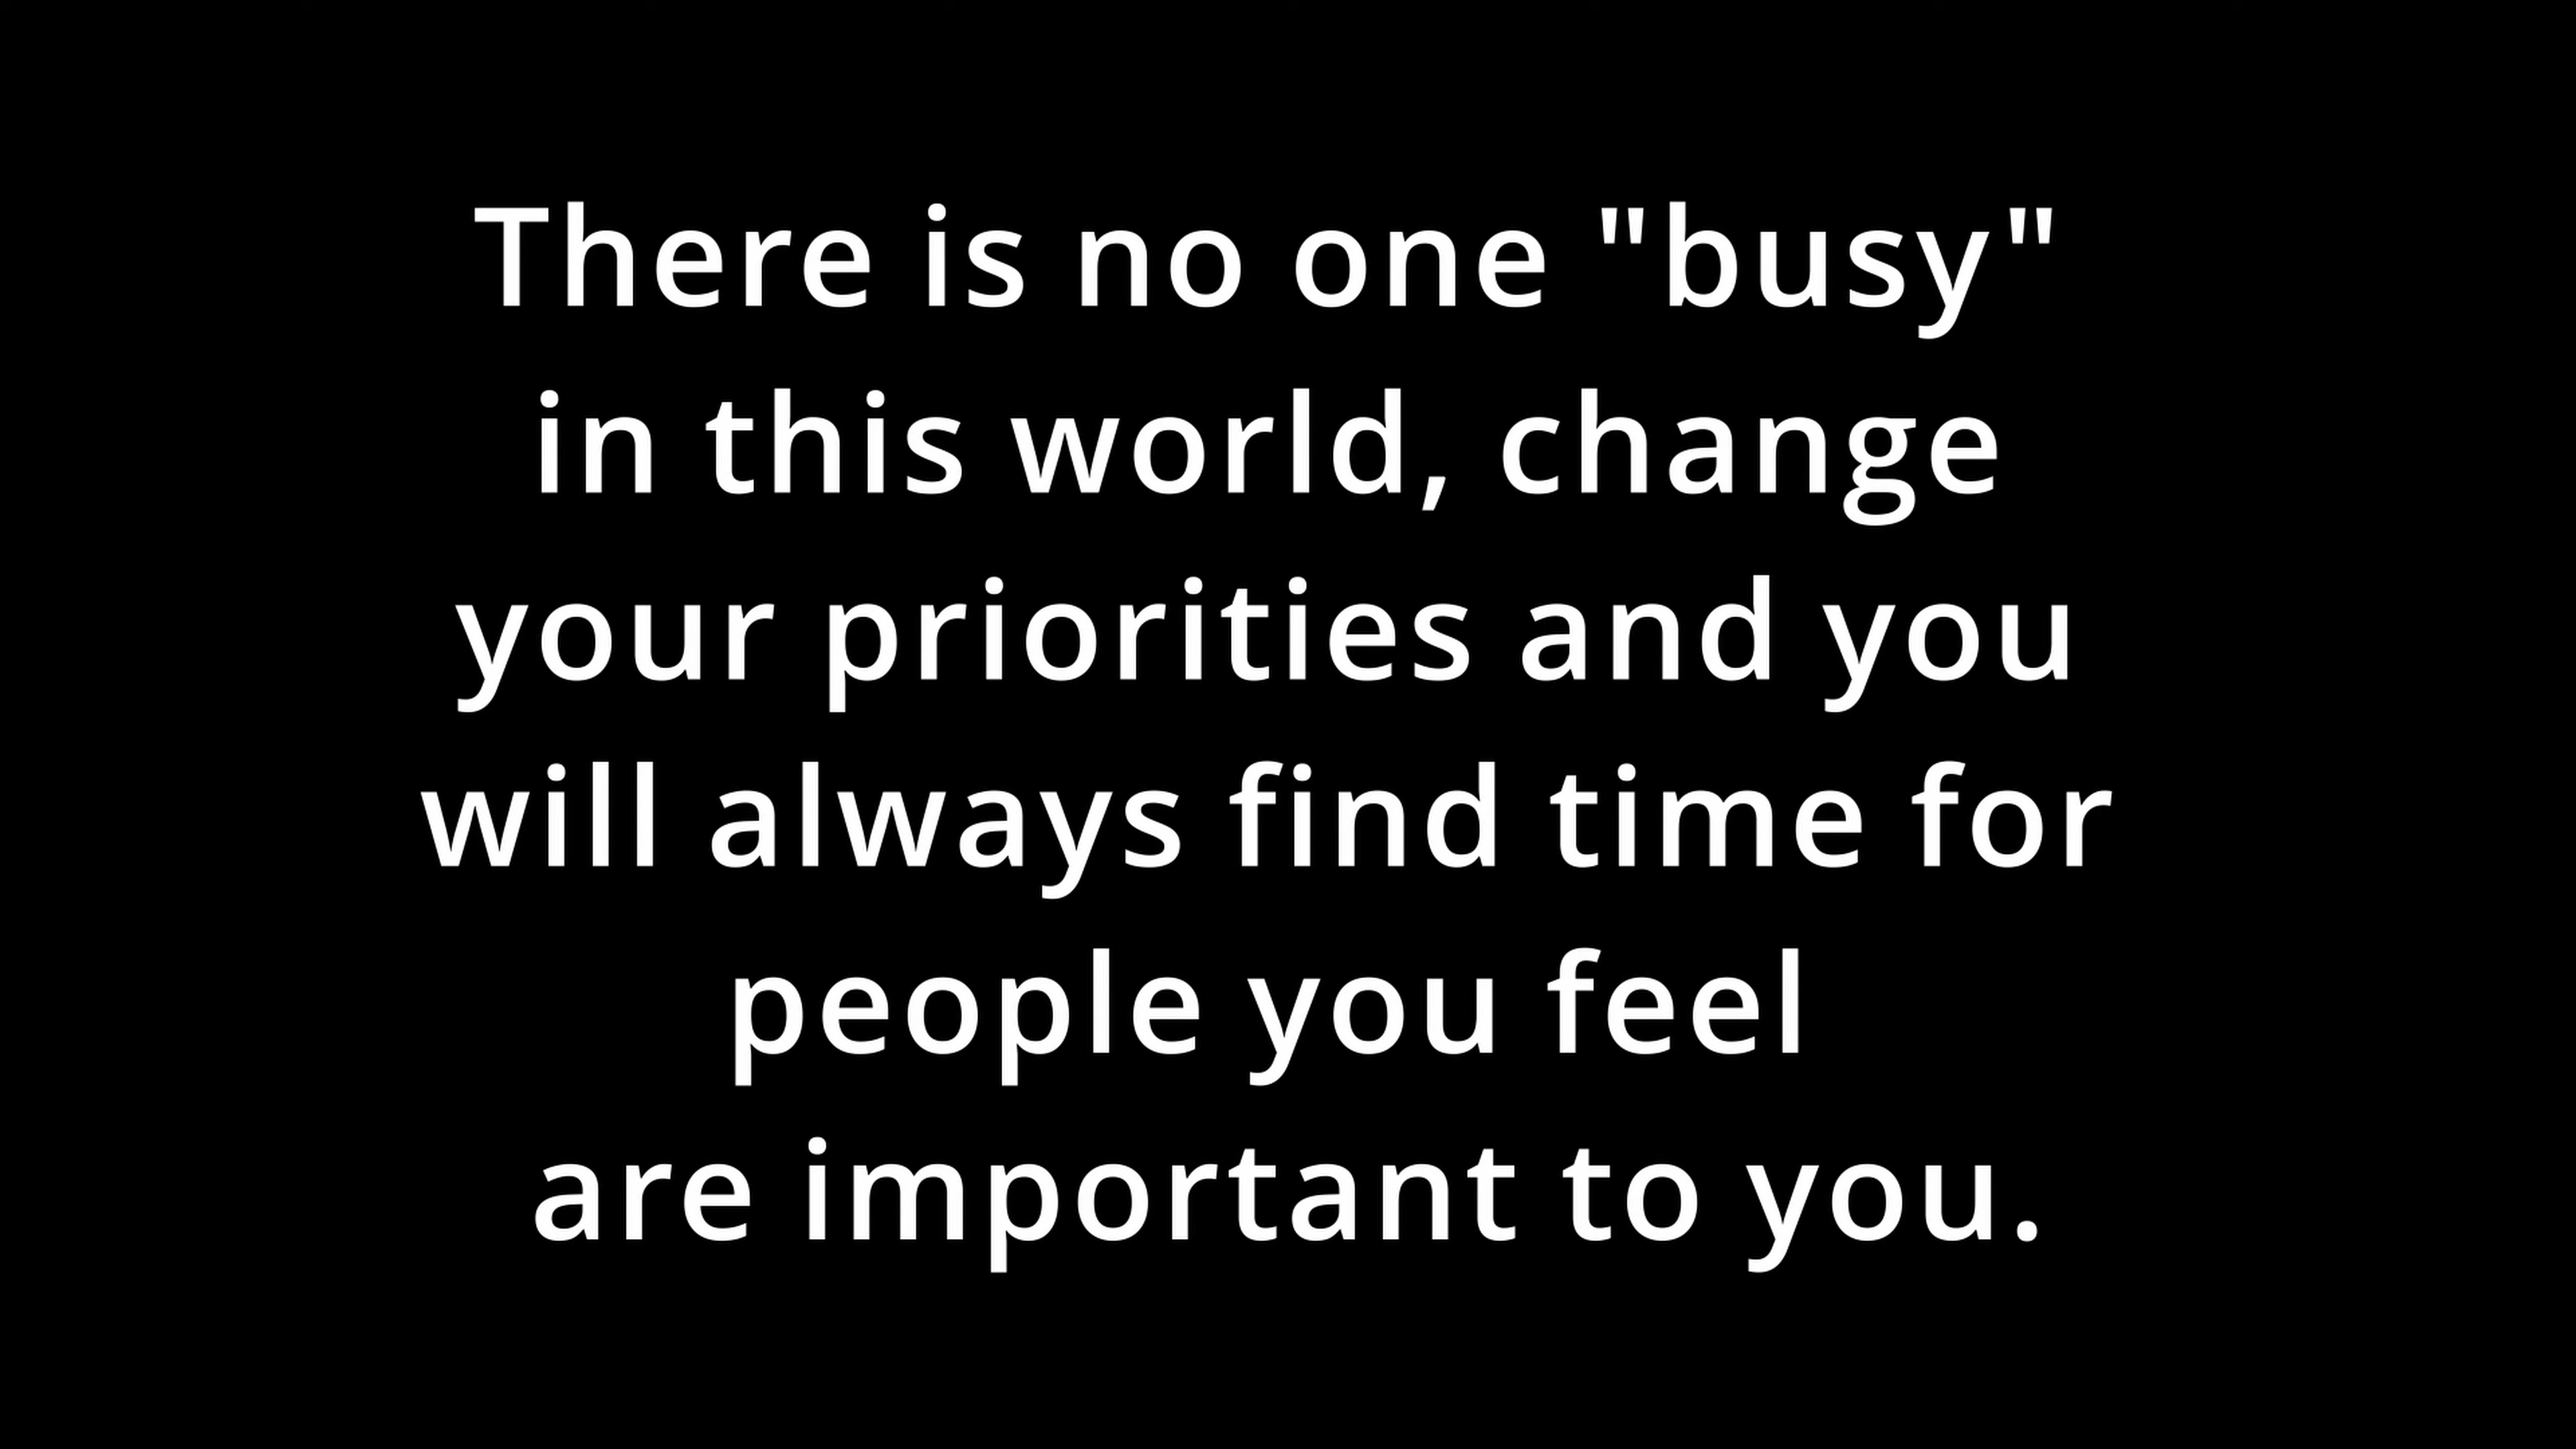 There is no one "busy"
in this world, change
your priorities and you
will always find time for
people you feel
are important to you.